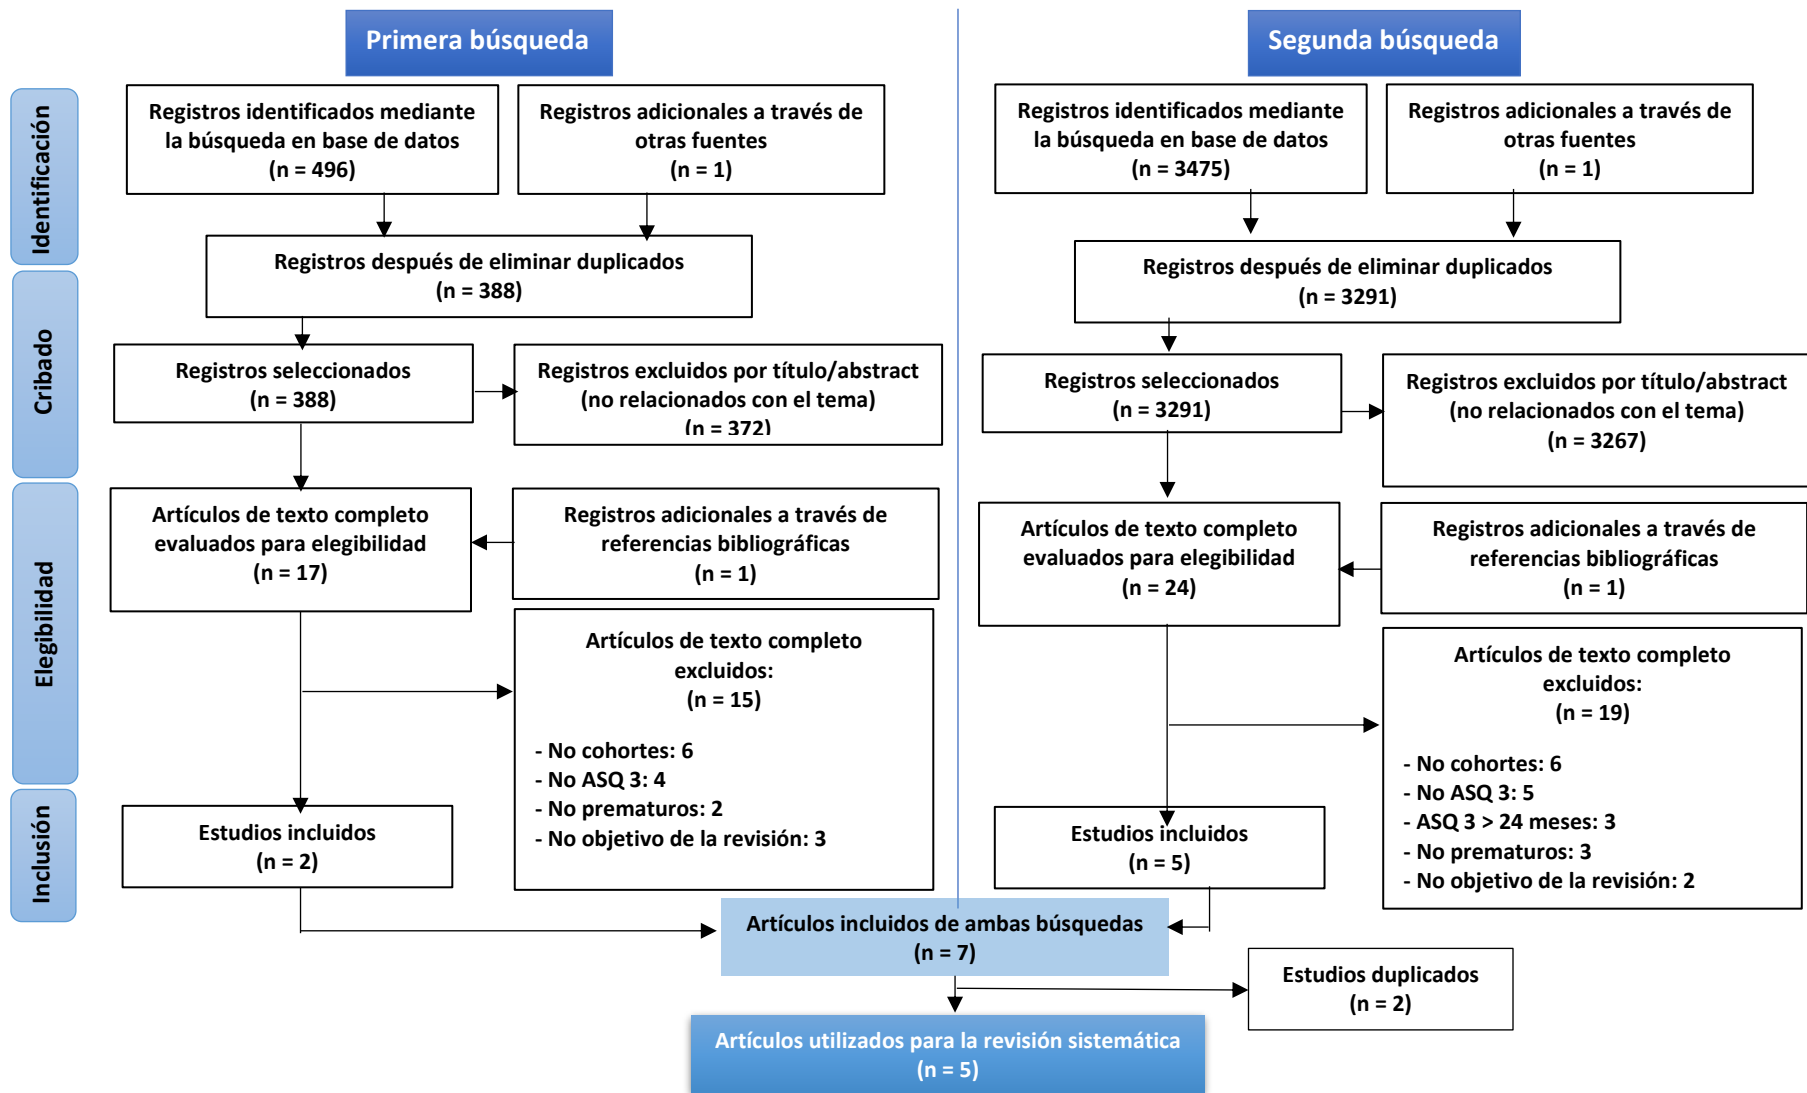 Primera búsqueda
Segunda búsqueda
Identificación
Registros identificados mediante
la búsqueda en base de datos
(n = 496)
Registros adicionales a través de
otras fuentes
(n = 1)
Registros identificados mediante
la búsqueda en base de datos
(n = 3475)
Registros adicionales a través de
otras fuentes
(n = 1)
Registros después de eliminar duplicados
(n = 388)
Registros después de eliminar duplicados
(n = 3291)
Cribado
Registros seleccionados
(n = 388)
Registros excluidos por título/abstract
(no relacionados con el tema)
(n = 372)
Registros seleccionados
(n = 3291)
Registros excluidos por título/abstract
(no relacionados con el tema)
(n = 3267)
Elegibilidad
Artículos de texto completo
evaluados para elegibilidad
(n = 17)
Registros adicionales a través de
referencias bibliográficas
(n = 1)
Artículos de texto completo
evaluados para elegibilidad
(n = 24)
Registros adicionales a través de
referencias bibliográficas
(n = 1)
Artículos de texto completo
excluidos:
(n = 15)
- No cohortes: 6
- No ASQ 3: 4
- No prematuros: 2
- No objetivo de la revisión: 3
Artículos de texto completo
excluidos:
(n = 19)
- No cohortes: 6
- No ASQ 3: 5
- ASQ 3 > 24 meses: 3
- No prematuros: 3
- No objetivo de la revisión: 2
Inclusión
Estudios incluidos
(n = 2)
Estudios incluidos
(n = 5)
Artículos incluidos de ambas búsquedas
(n = 7)
Estudios duplicados
(n = 2)
Artículos utilizados para la revisión sistemática
(n = 5)